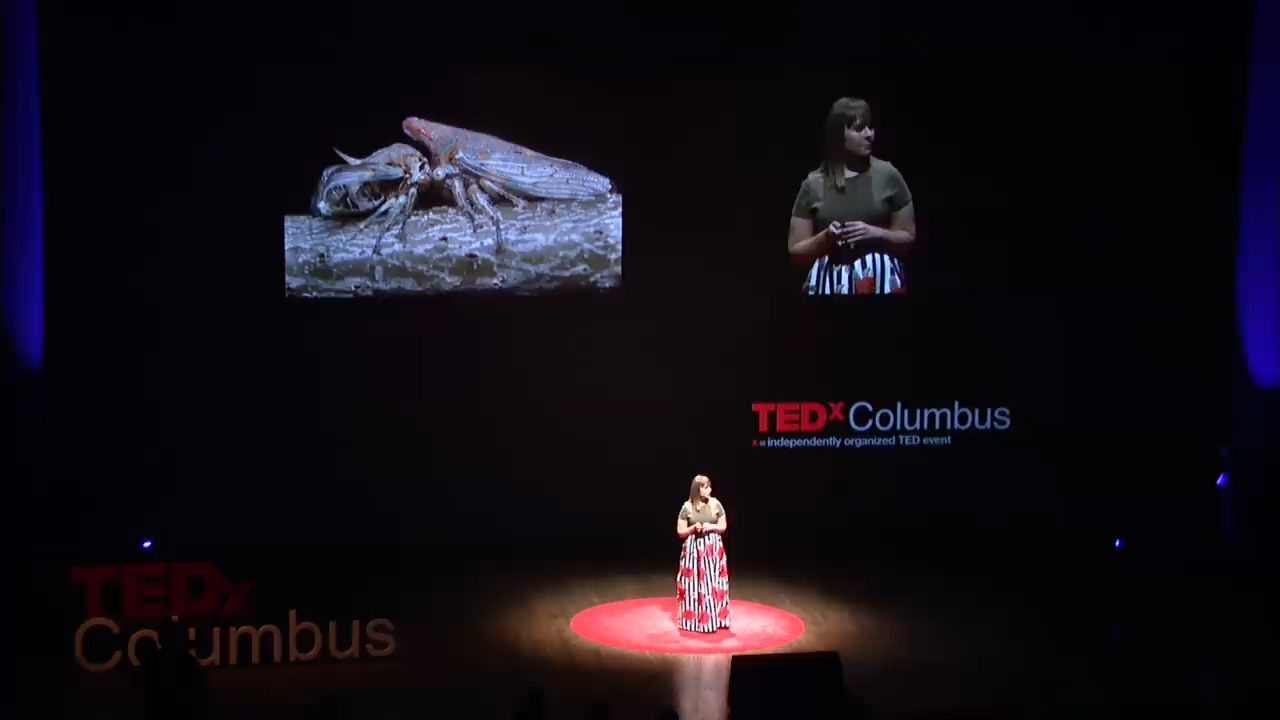 TEDx Columbus
x = independently organized TED event
TEDx
Columbus